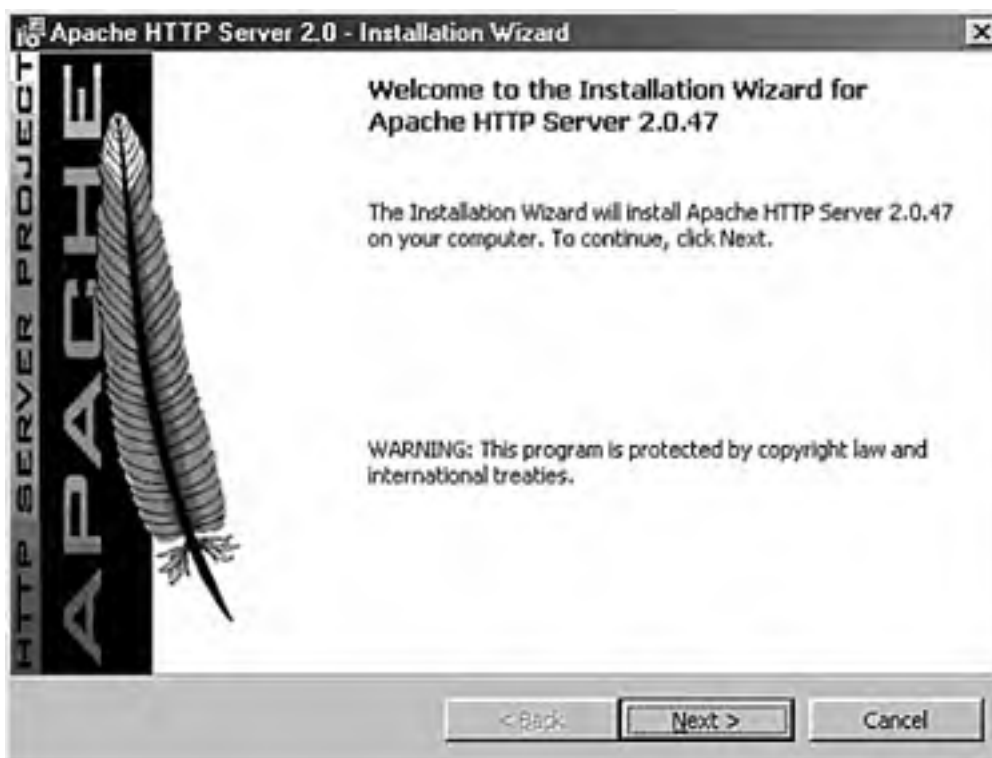 Apache HTTP Server 2.0 - Installation Wizard
HTTP SERVER PROJECT
APACHE
Welcome to the Installation Wizard for
Apache HTTP Server 2.0.47
The Installation Wizard will install Apache HTTP Server 2.0.47
on your computer. To continue, click Next.
WARNING: This program is protected by copyright law and
international treaties.
< Back
Next >
Cancel